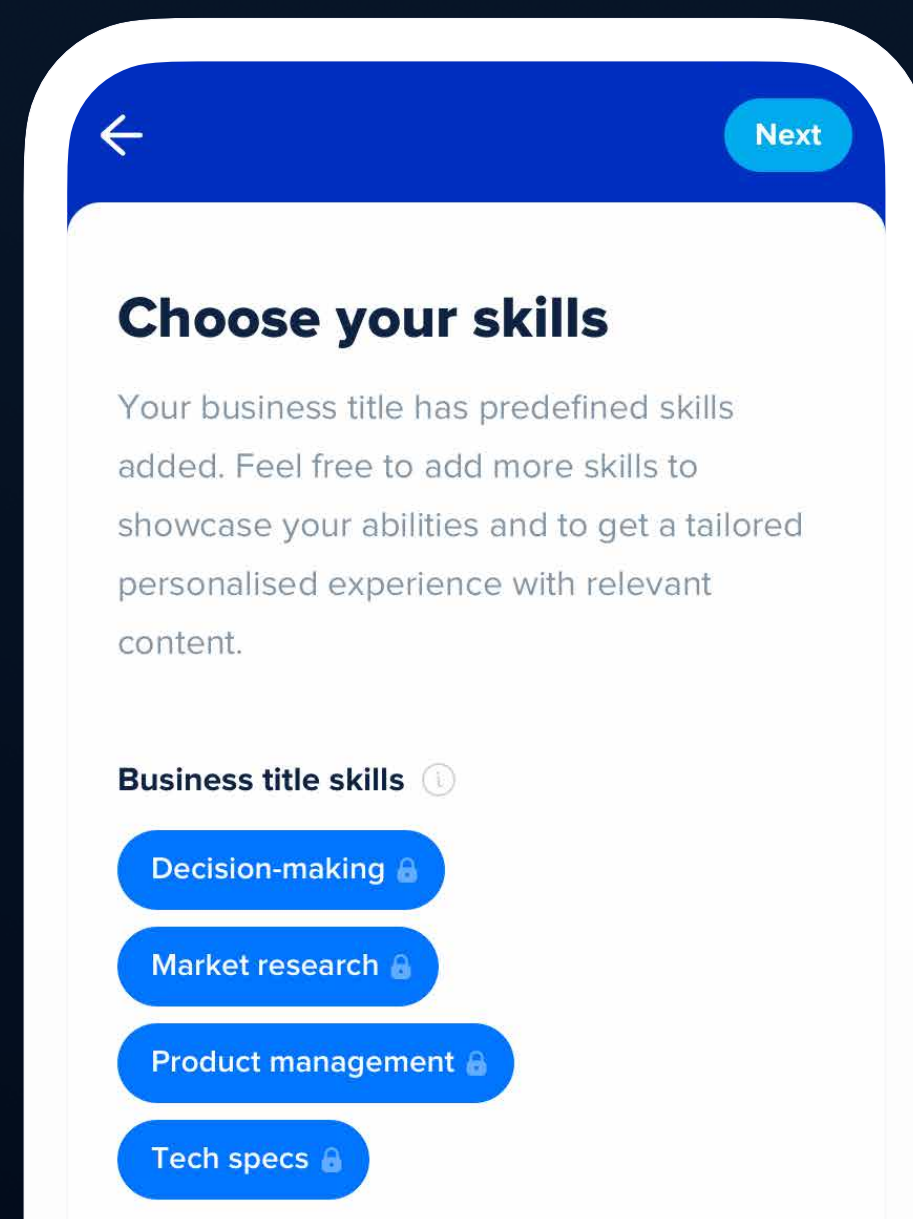 Next
Choose your skills
Your business title has predefined skills
added. Feel free to add more skills to
showcase your abilities and to get a tailored
personalised experience with relevant
content.
Business title skills
Decision-making
Market research
Product management
Tech specs